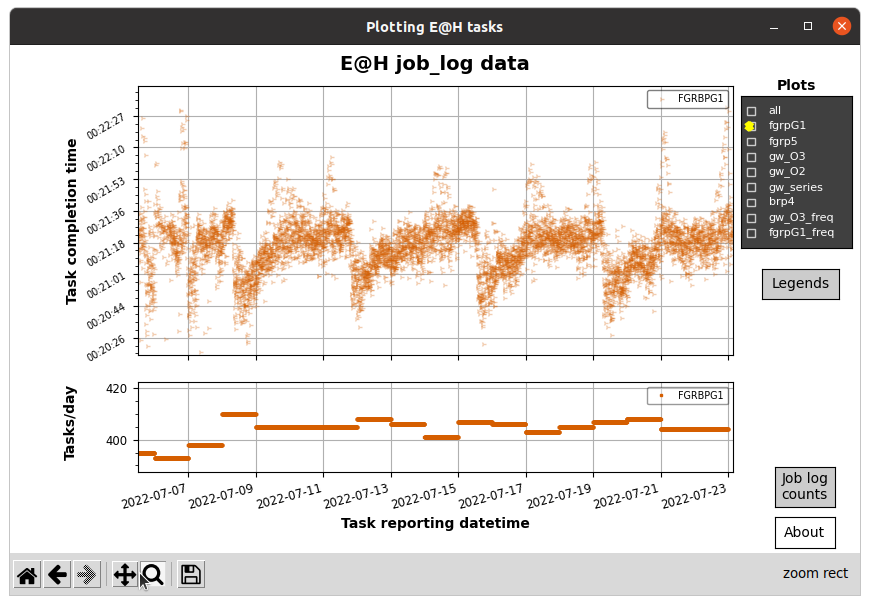 Plotting E@H tasks
E@H job_log data
Task completion time
00:22:27
00:22:10
00:21:53
00:21:36
00:21:18
00:21:01
00:20:44
00:20:26
FGRBPG1
Plots
all
fgrpG1
fgrp5
gw_O3
gw_O2
gw_series
brp4
gw_O3_freq
fgrpG1_freq
Legends
Tasks/day
420
400
FGRBPG1
2022-07-07
2022-07-09
2022-07-11
2022-07-13
2022-07-15
2022-07-17
2022-07-19
2022-07-21
2022-07-23
Task reporting datetime
Job log
counts
About
zoom rect